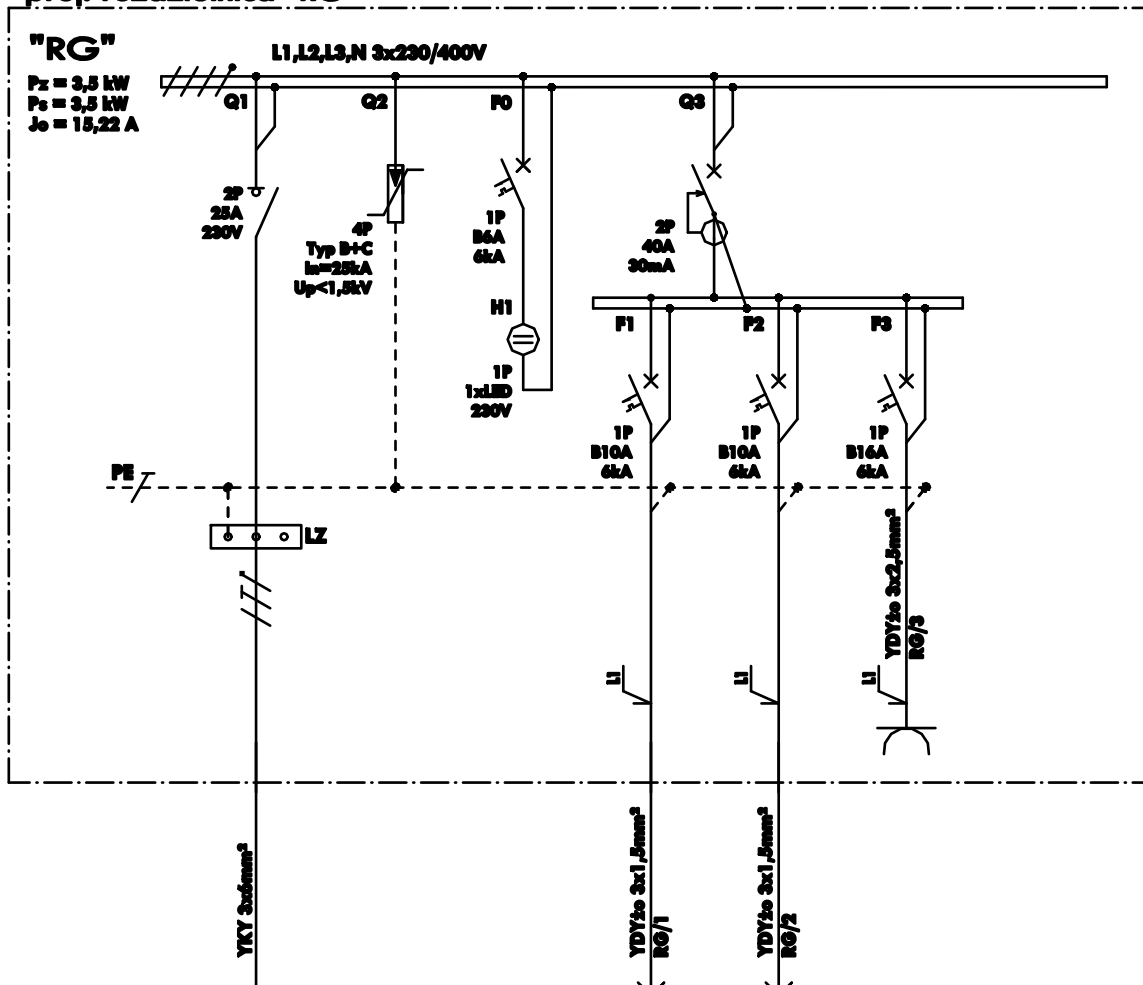 "RG"
Pz = 3,5 kW
Ps = 3,5 kW
Jo = 15,22 A
L1,L2,L3,N 3x230/400V
Q1
Q2
F0
Q3
2P
25A
230V
4P
Typ B+C
In=25kA
Up<1,5kV
1P
B6A
6kA
H1
1P
1xLED
230V
2P
40A
30mA
F1
F2
F3
1P
B10A
6kA
1P
B10A
6kA
1P
B16A
6kA
PE
LZ
YDYżo 3x2,5mm²
RG/3
L1
L1
L1
YKY 3x6mm²
YDYżo 3x1,5mm²
RG/1
YDYżo 3x1,5mm²
RG/2